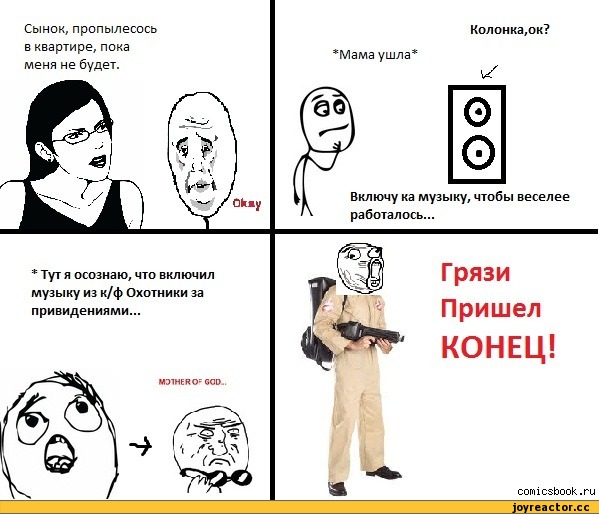 Сынок, пропылесось
в квартире, пока
меня не будет.
Okay
Колонка,ок?
*Мама ушла*
Включу ка музыку, чтобы веселее
работалось...
* Тут я осознаю, что включил
музыку из к/ф Охотники за
привидениями...
MOTHER OF GOD...
Грязи
Пришел
КОНЕЦ!
comicsbook.ru
joyreactor.cc